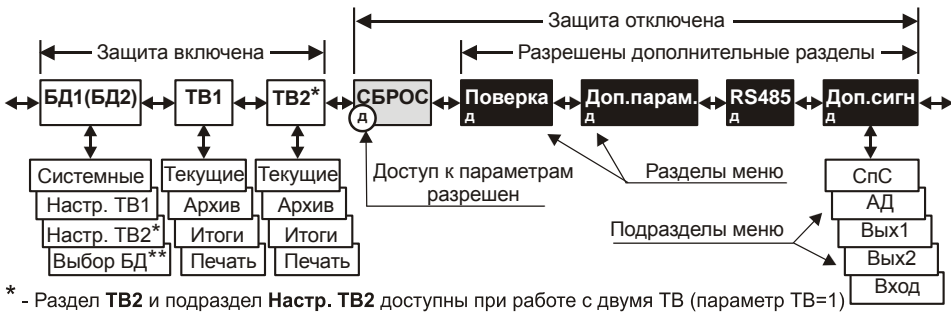 Защита отключена
Защита включена
Разрешены дополнительные разделы
БД1(БД2) ТВ1 ТВ2* СБРОС Поверка Доп.парам. RS485 Доп.сигн
д д д д д
Системные Текущие Текущие Доступ к параметрам разрешен Разделы меню СпС
Настр. ТВ1 Архив Архив АД
Настр. ТВ2* Итоги Итоги Подразделы меню Вых1
Выбор БД** Печать Печать Вых2
Вход
* - Раздел ТВ2 и подраздел Настр. ТВ2 доступны при работе с двумя ТВ (параметр ТВ=1)